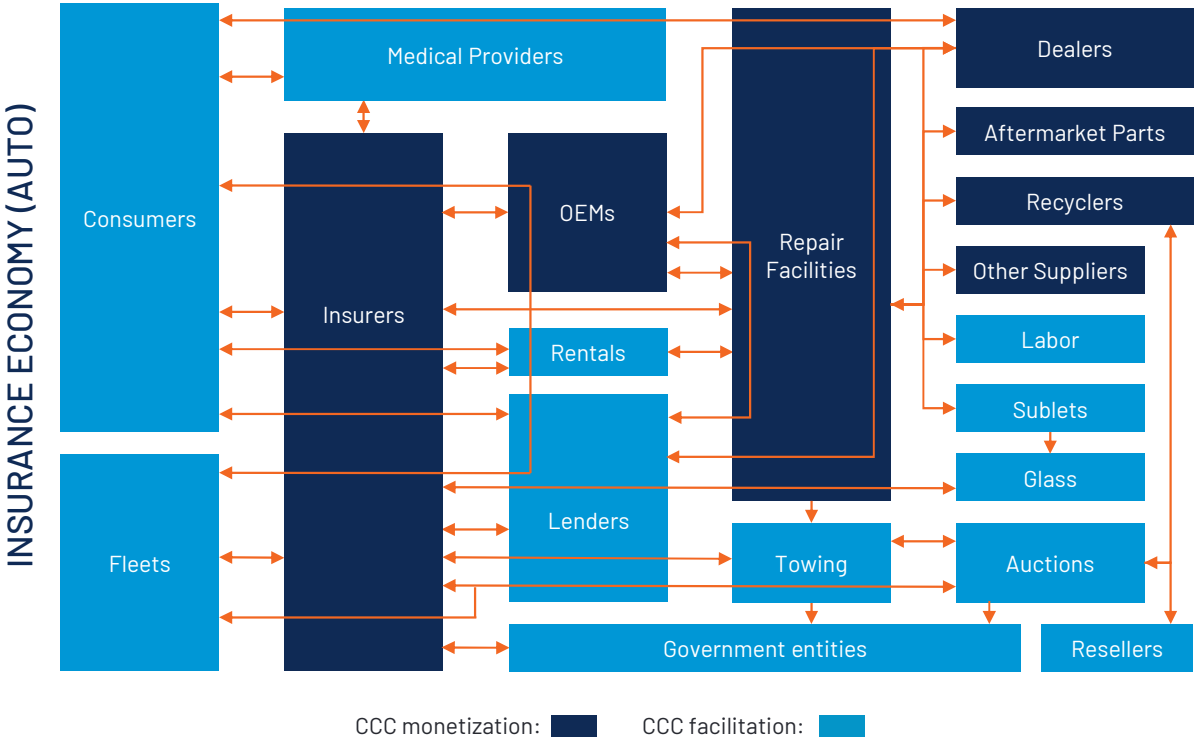 INSURANCE ECONOMY (AUTO)
Consumers
Fleets
Medical Providers
Insurers
OEMs
Rentals
Lenders
Repair
Facilities
Towing
Government entities
Dealers
Aftermarket Parts
Recyclers
Other Suppliers
Labor
Sublets
Glass
Auctions
Resellers
CCC monetization:
CCC facilitation: